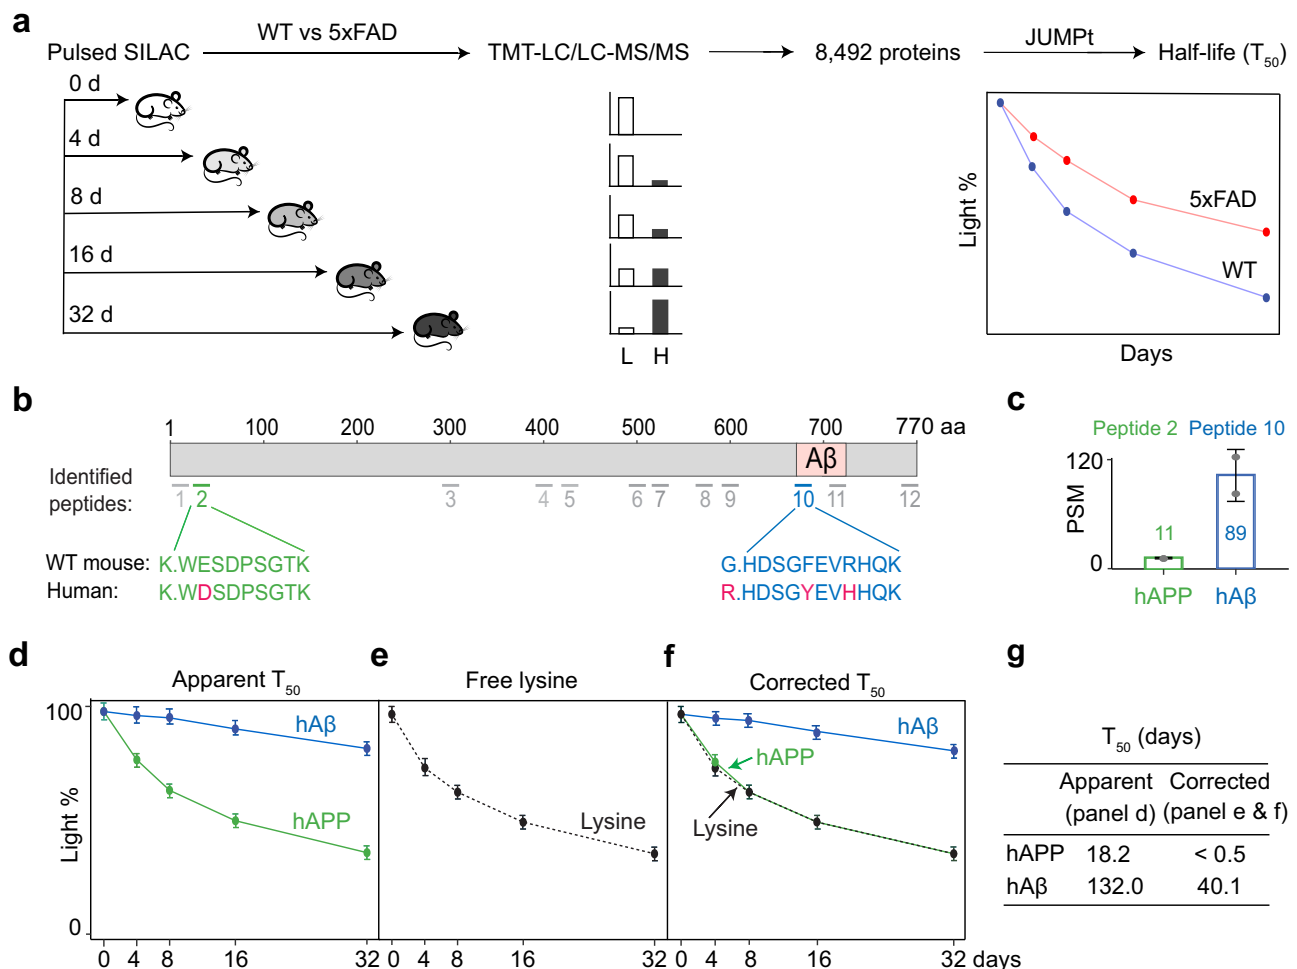 a
WT vs 5xFAD
JUMPt
Pulsed SILAC
TMT-LC/LC-MS/MS
8,492 proteins
Half-life (T50)
0 d
4 d
8 d
16 d
32 d
L H
Light %
5xFAD
WT
Days
b
1 100 200 300 400 500 600 700 770 aa
Aβ
Identified peptides:
1 2 3 4 5 6 7 8 9 10 11 12
WT mouse: K.WESDPSGTK G.HDSGFEVRHQK
Human: K.WDSDPSGTK R.HDSGYEVHHQK
c
Peptide 2 Peptide 10
120
PSM
11
89
0
hAPP hAβ
d
Apparent T50
100
hAβ
Light %
hAPP
0
0 4 8 16 32
e
Free lysine
Lysine
0 4 8 16 32
f
Corrected T50
hAβ
hAPP
Lysine
0 4 8 16 32 days
g
T50 (days)
Apparent Corrected
(panel d) (panel e & f)
hAPP 18.2 < 0.5
hAβ 132.0 40.1